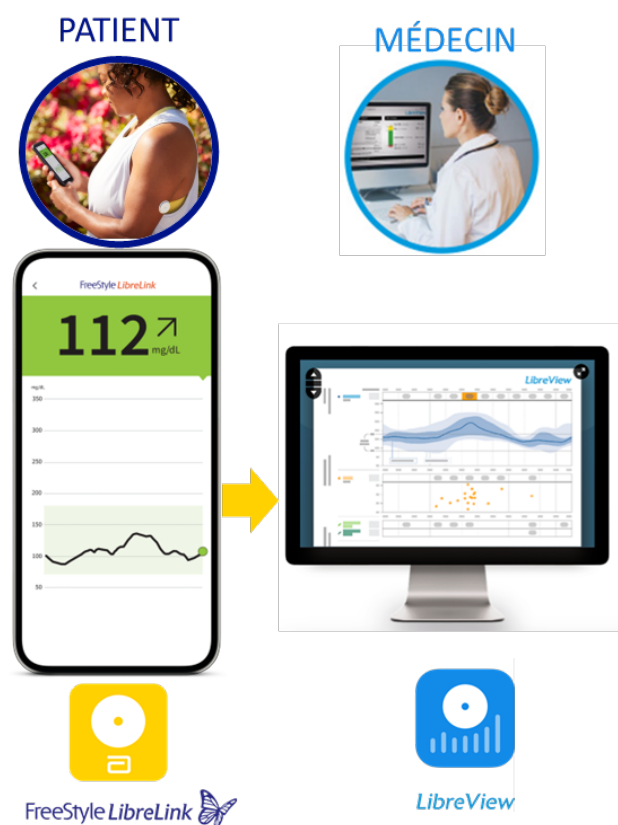 PATIENT
MÉDECIN
FreeStyle LibreLink
112
mg/dL
mg/dL
350
300
250
200
150
100
50
LibreView
FreeStyle LibreLink
LibreView